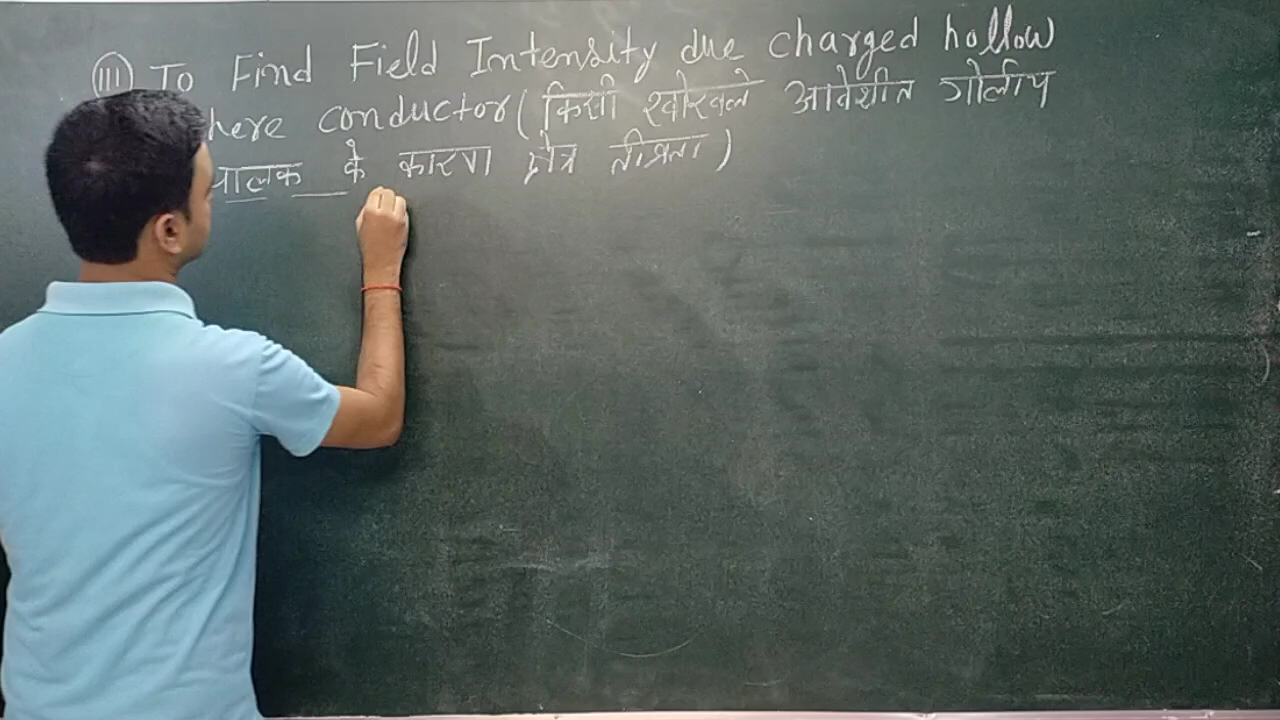 (III) To Find Field Intensity due charged hollow
here conductor (किसी खोखले आवेशीत गोलीय
चालक के कारण क्षेत्र तीव्रता)